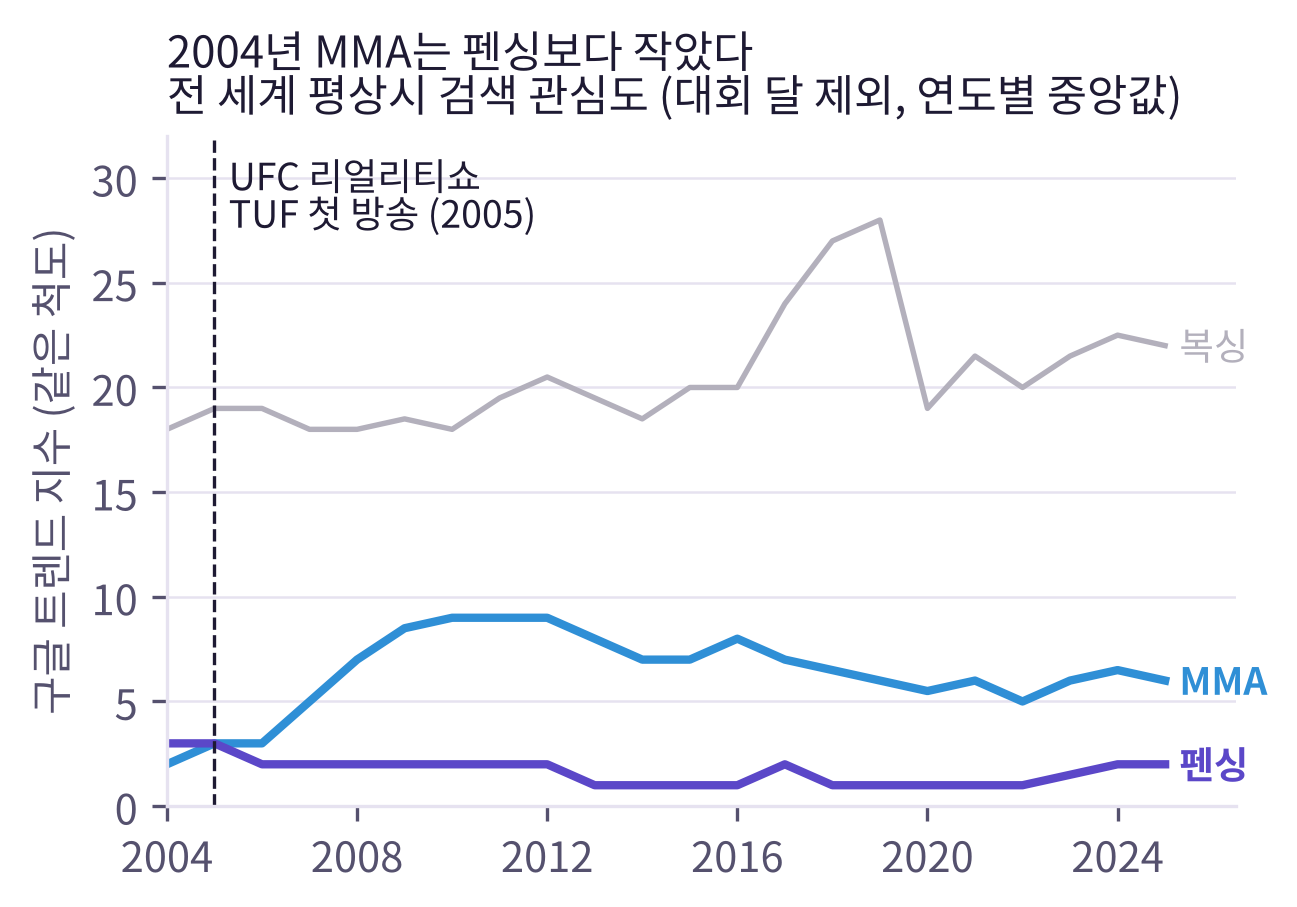 2004년 MMA는 펜싱보다 작았다
전 세계 평상시 검색 관심도 (대회 달 제외, 연도별 중앙값)
구글 트렌드 지수 (같은 척도)
30
25
20
15
10
5
0
UFC 리얼리티쇼
TUF 첫 방송 (2005)
복싱
MMA
펜싱
2004
2008
2012
2016
2020
2024